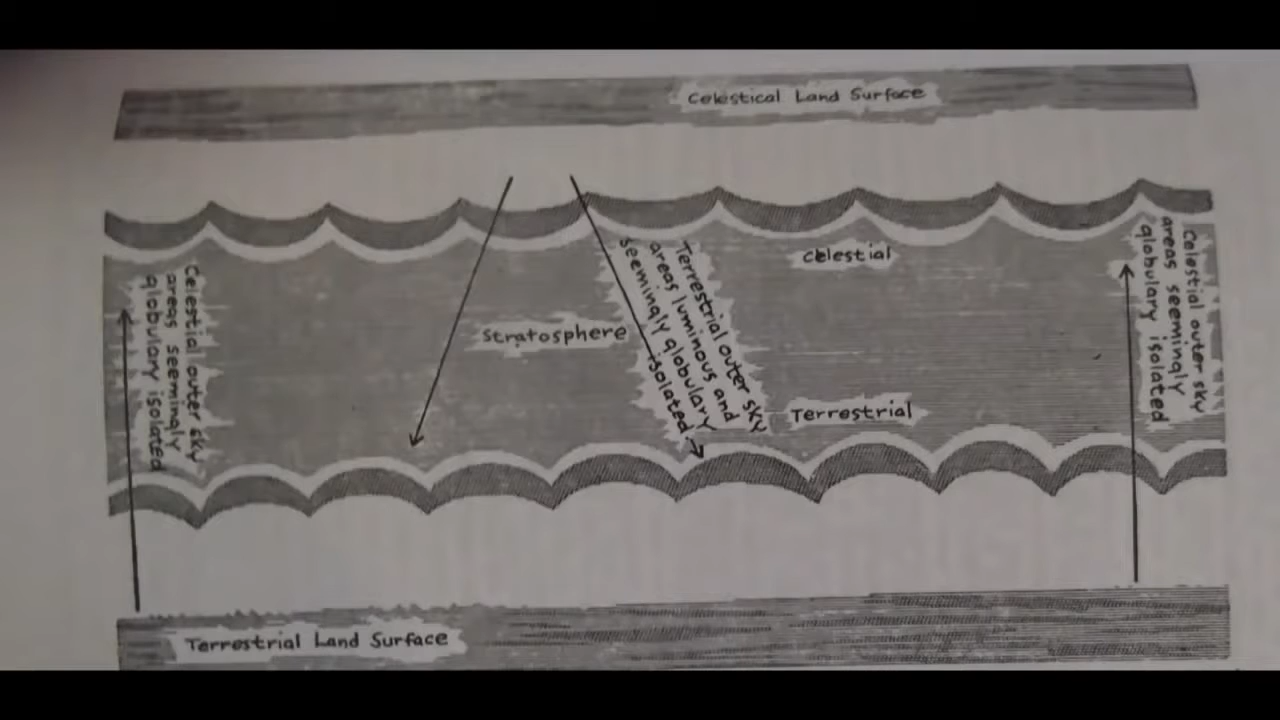 Celestical Land Surface
Celestial outer sky
areas seemingly
globulary isolated
Stratosphere
Terrestrial outer sky
areas luminous and
seemingly globulary
isolated
Celestial
Terrestrial
Celestial outer sky
areas seemingly
globulary isolated
Terrestrial Land Surface